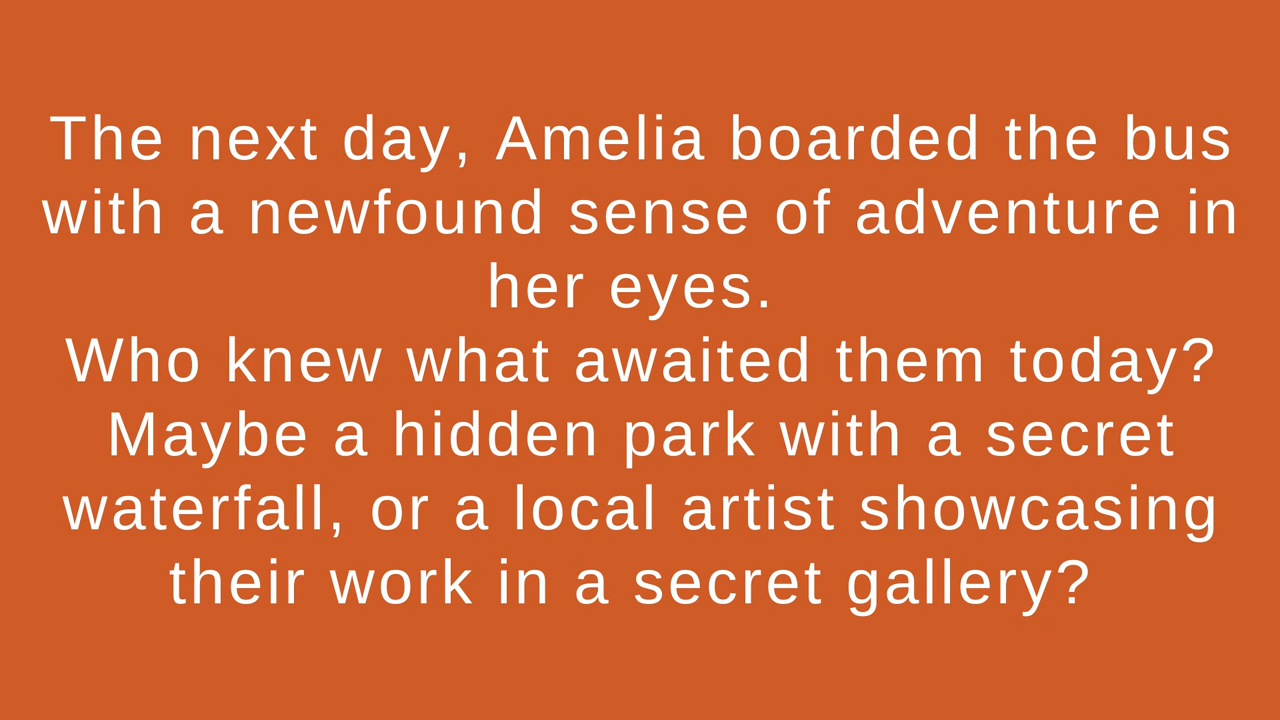 The next day, Amelia boarded the bus
with a newfound sense of adventure in
her eyes.
Who knew what awaited them today?
Maybe a hidden park with a secret
waterfall, or a local artist showcasing
their work in a secret gallery?